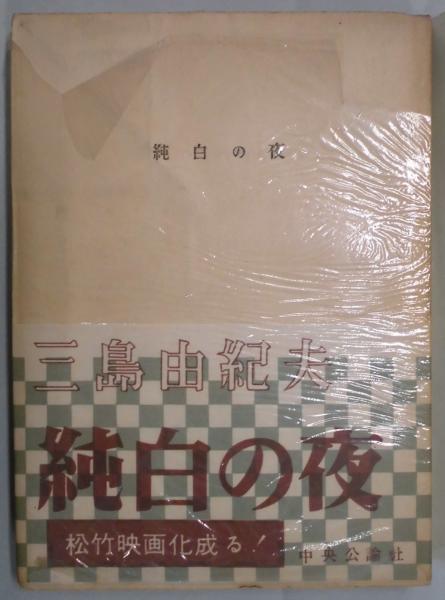 純白の夜
三島由紀夫
純白の夜
松竹映画化成る!
中央公論社